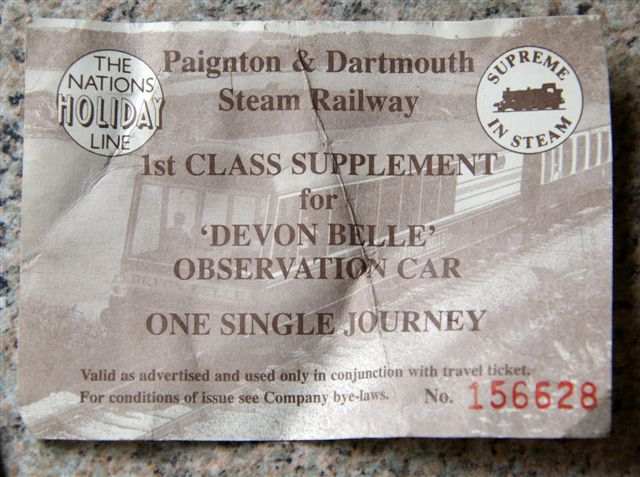 THE
NATIONS
HOLIDAY
LINE
Paignton & Dartmouth
Steam Railway
SUPREME
IN STEAM
1st CLASS SUPPLEMENT
for
‘DEVON BELLE’
OBSERVATION CAR
ONE SINGLE JOURNEY
Valid as advertised and used only in conjunction with travel ticket.
For conditions of issue see Company bye-laws. No. 156628